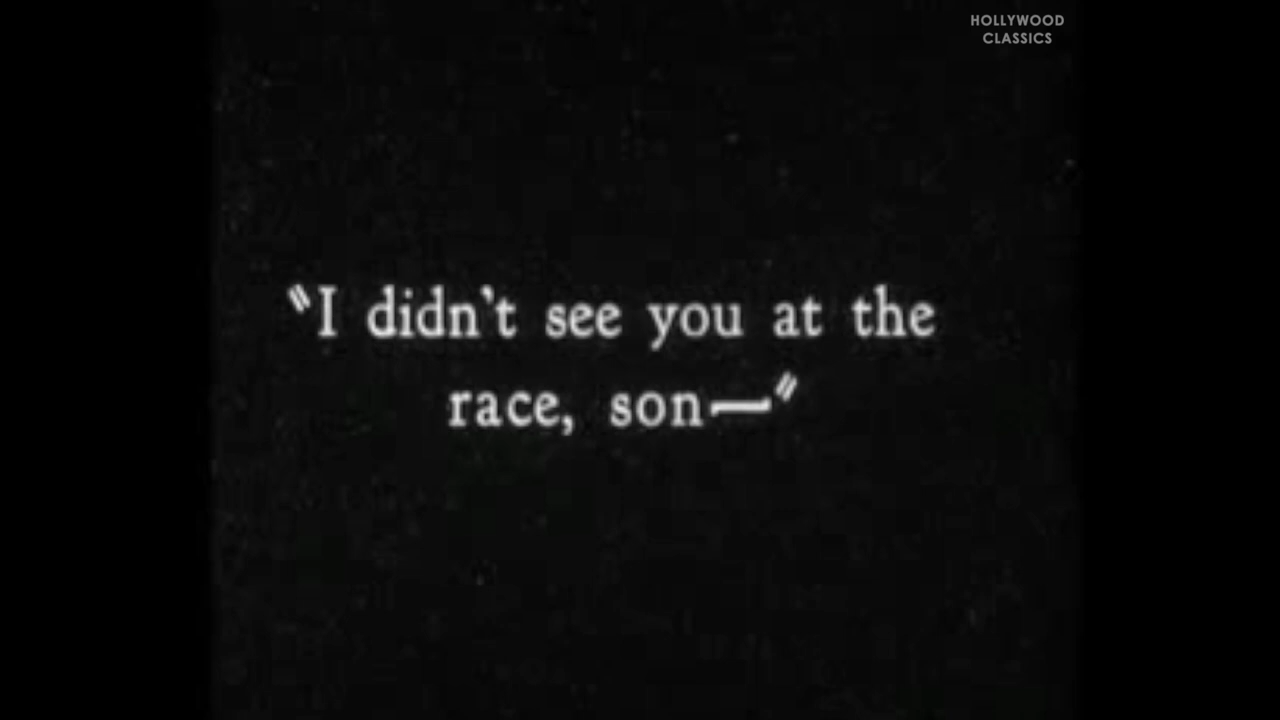 HOLLYWOOD
CLASSICS
"I didn't see you at the
race, son—"